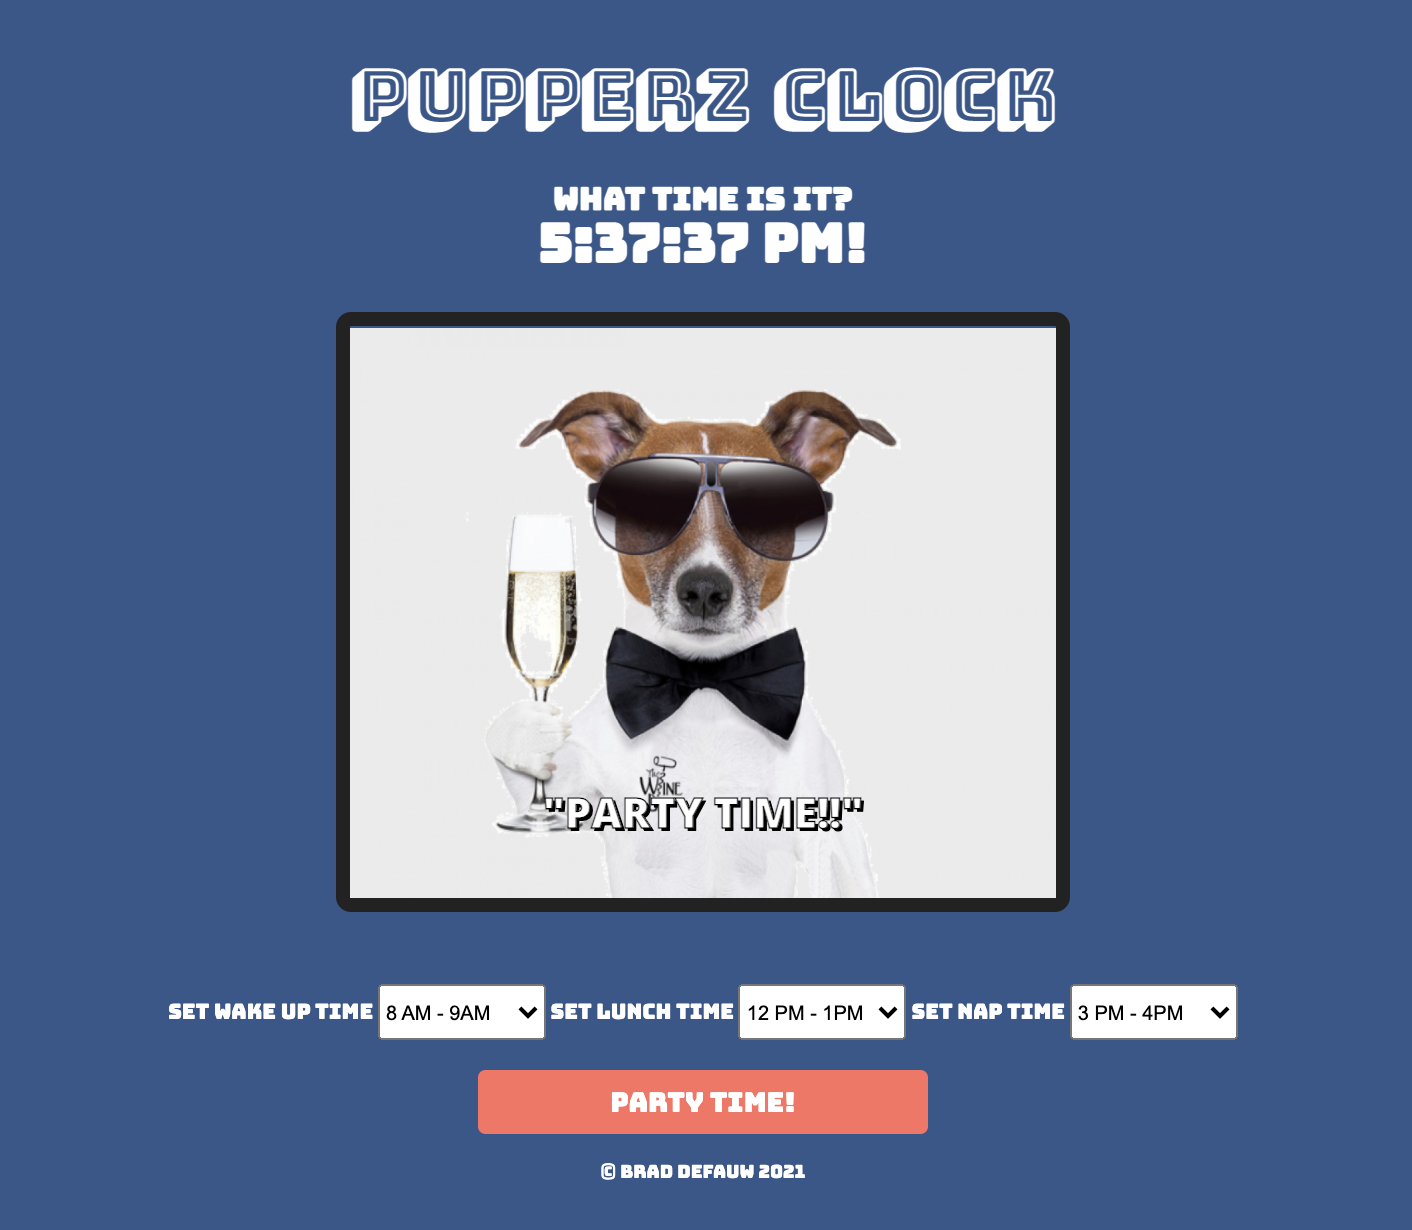 PUPPERZ CLOCK
WHAT TIME IS IT?
5:37:37 PM!
The
WINE
"PARTY TIME!!"
SET WAKE UP TIME 8 AM - 9AM SET LUNCH TIME 12 PM - 1PM SET NAP TIME 3 PM - 4PM
PARTY TIME!
© BRAD DEFAUW 2021